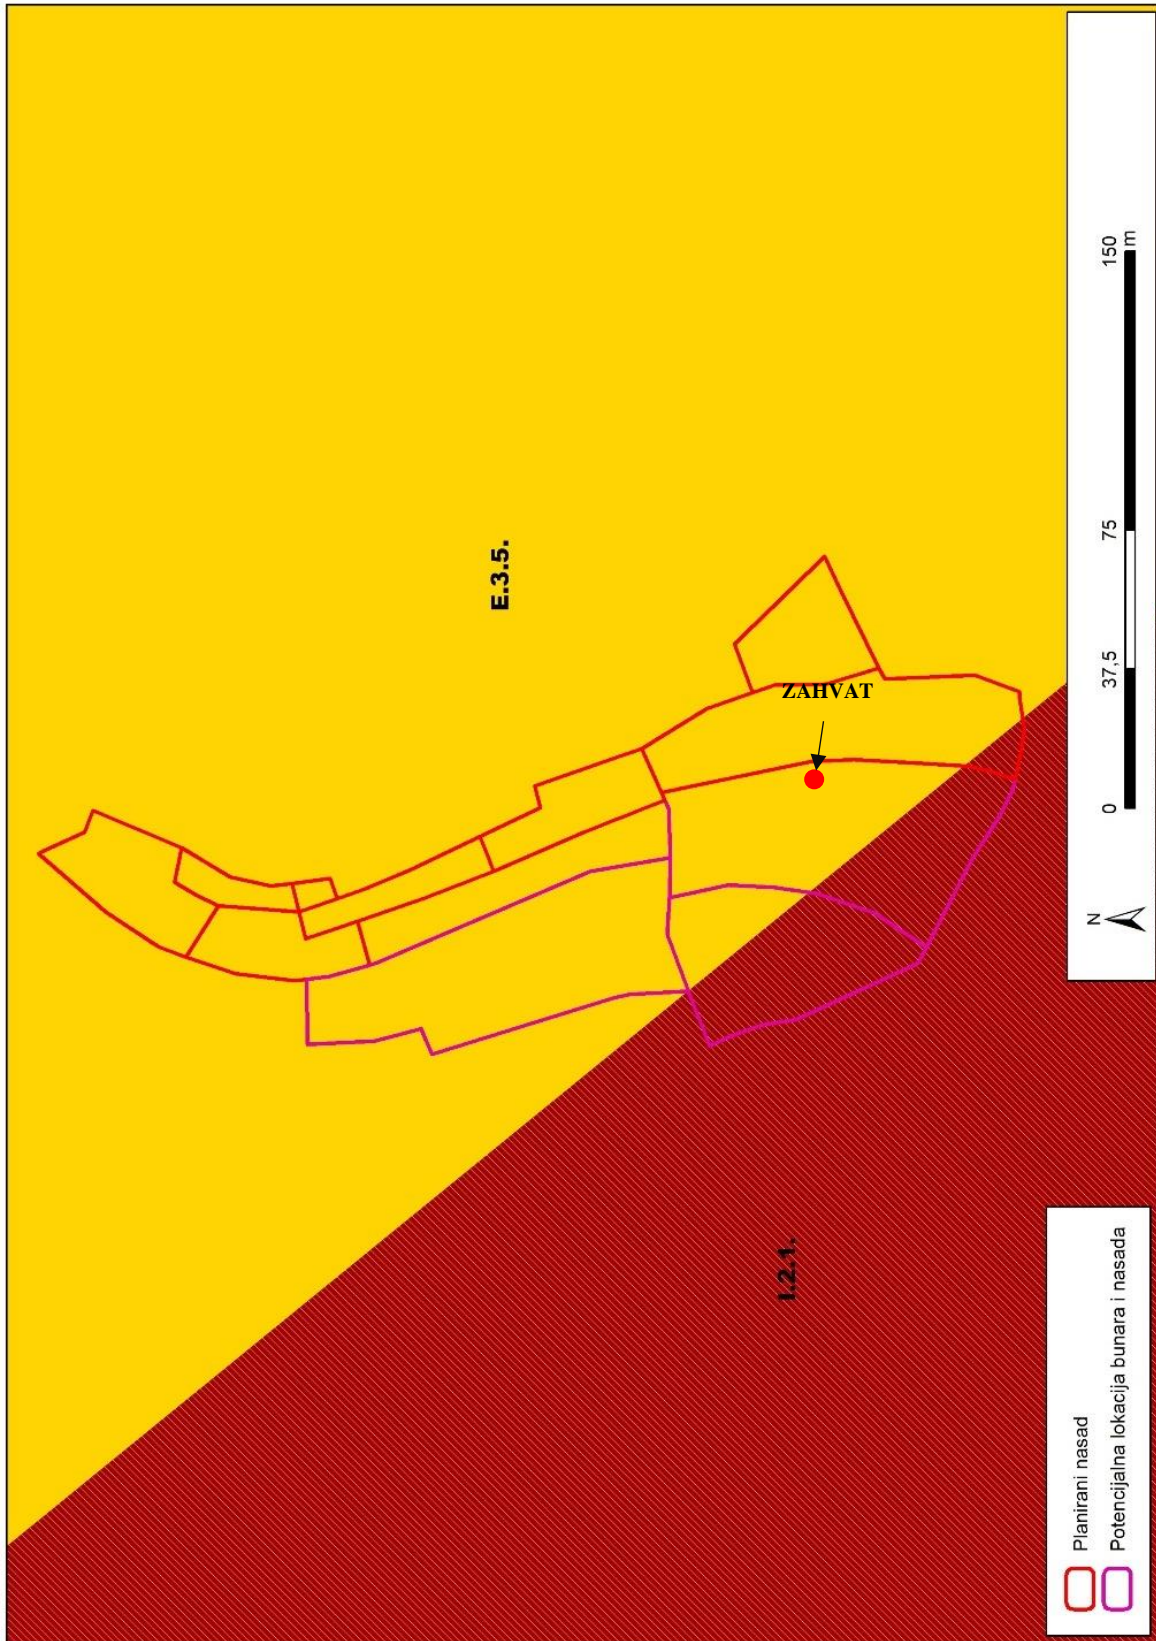 E.3.5.
ZAHVAT
I.2.1.
N
0 37,5 75 150
m
Planirani nasad
Potencijalna lokacija bunara i nasada